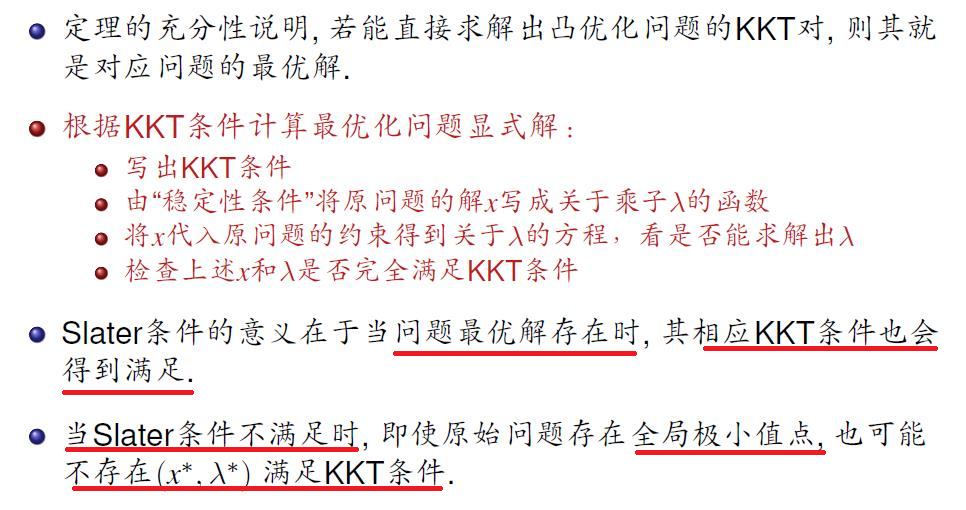 定理的充分性说明, 若能直接求解出凸优化问题的KKT对, 则其就
是对应问题的最优解.
根据KKT条件计算最优化问题显式解：
写出KKT条件
由“稳定性条件”将原问题的解x写成关于乘子λ的函数
将x代入原问题的约束得到关于λ的方程，看是否能求解出λ
检查上述x和λ是否完全满足KKT条件
Slater条件的意义在于当问题最优解存在时, 其相应KKT条件也会
得到满足.
当Slater条件不满足时, 即使原始问题存在全局极小值点, 也可能
不存在(x*, λ*) 满足KKT条件.